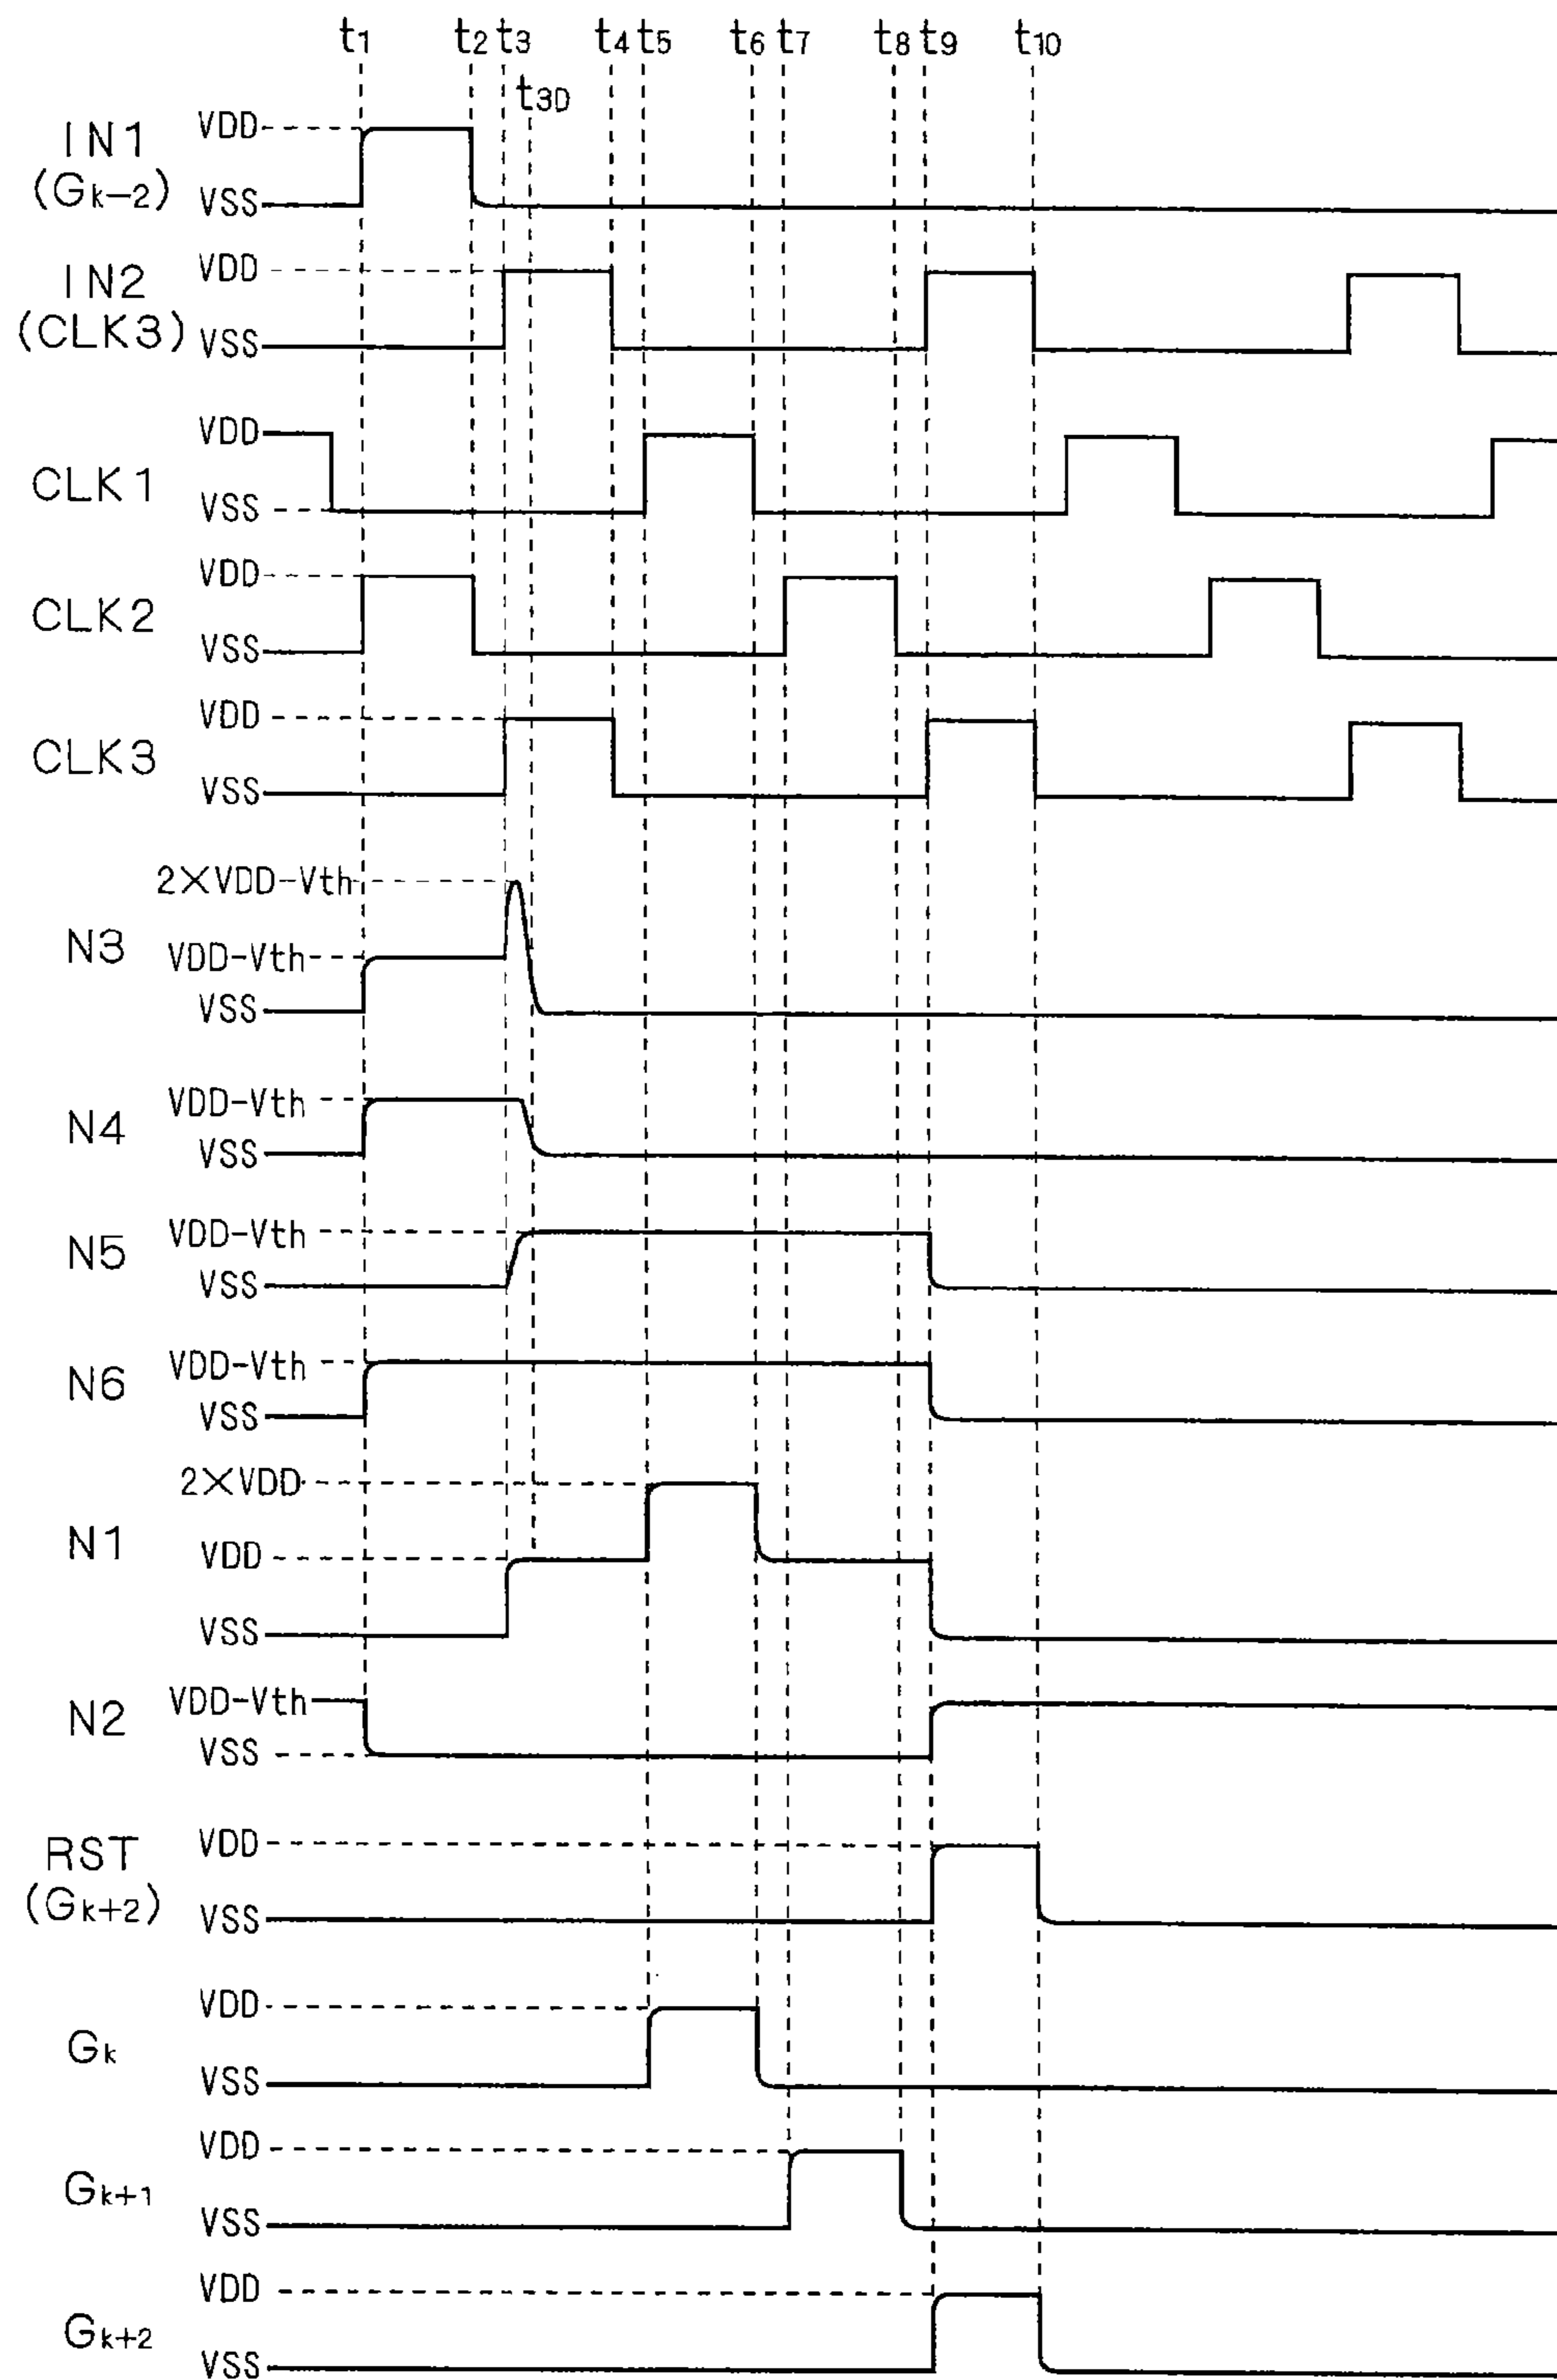 t1 t2 t3 t4 t5 t6 t7 t8 t9 t10
t3D
IN1
(Gk-2)
VDD
VSS
IN2
(CLK3)
VDD
VSS
CLK1
VDD
VSS
CLK2
VDD
VSS
CLK3
VDD
VSS
N3
2×VDD-Vth
VDD-Vth
VSS
N4
VDD-Vth
VSS
N5
VDD-Vth
VSS
N6
VDD-Vth
VSS
N1
2×VDD
VDD
VSS
N2
VDD-Vth
VSS
RST
(Gk+2)
VDD
VSS
Gk
VDD
VSS
Gk+1
VDD
VSS
Gk+2
VDD
VSS